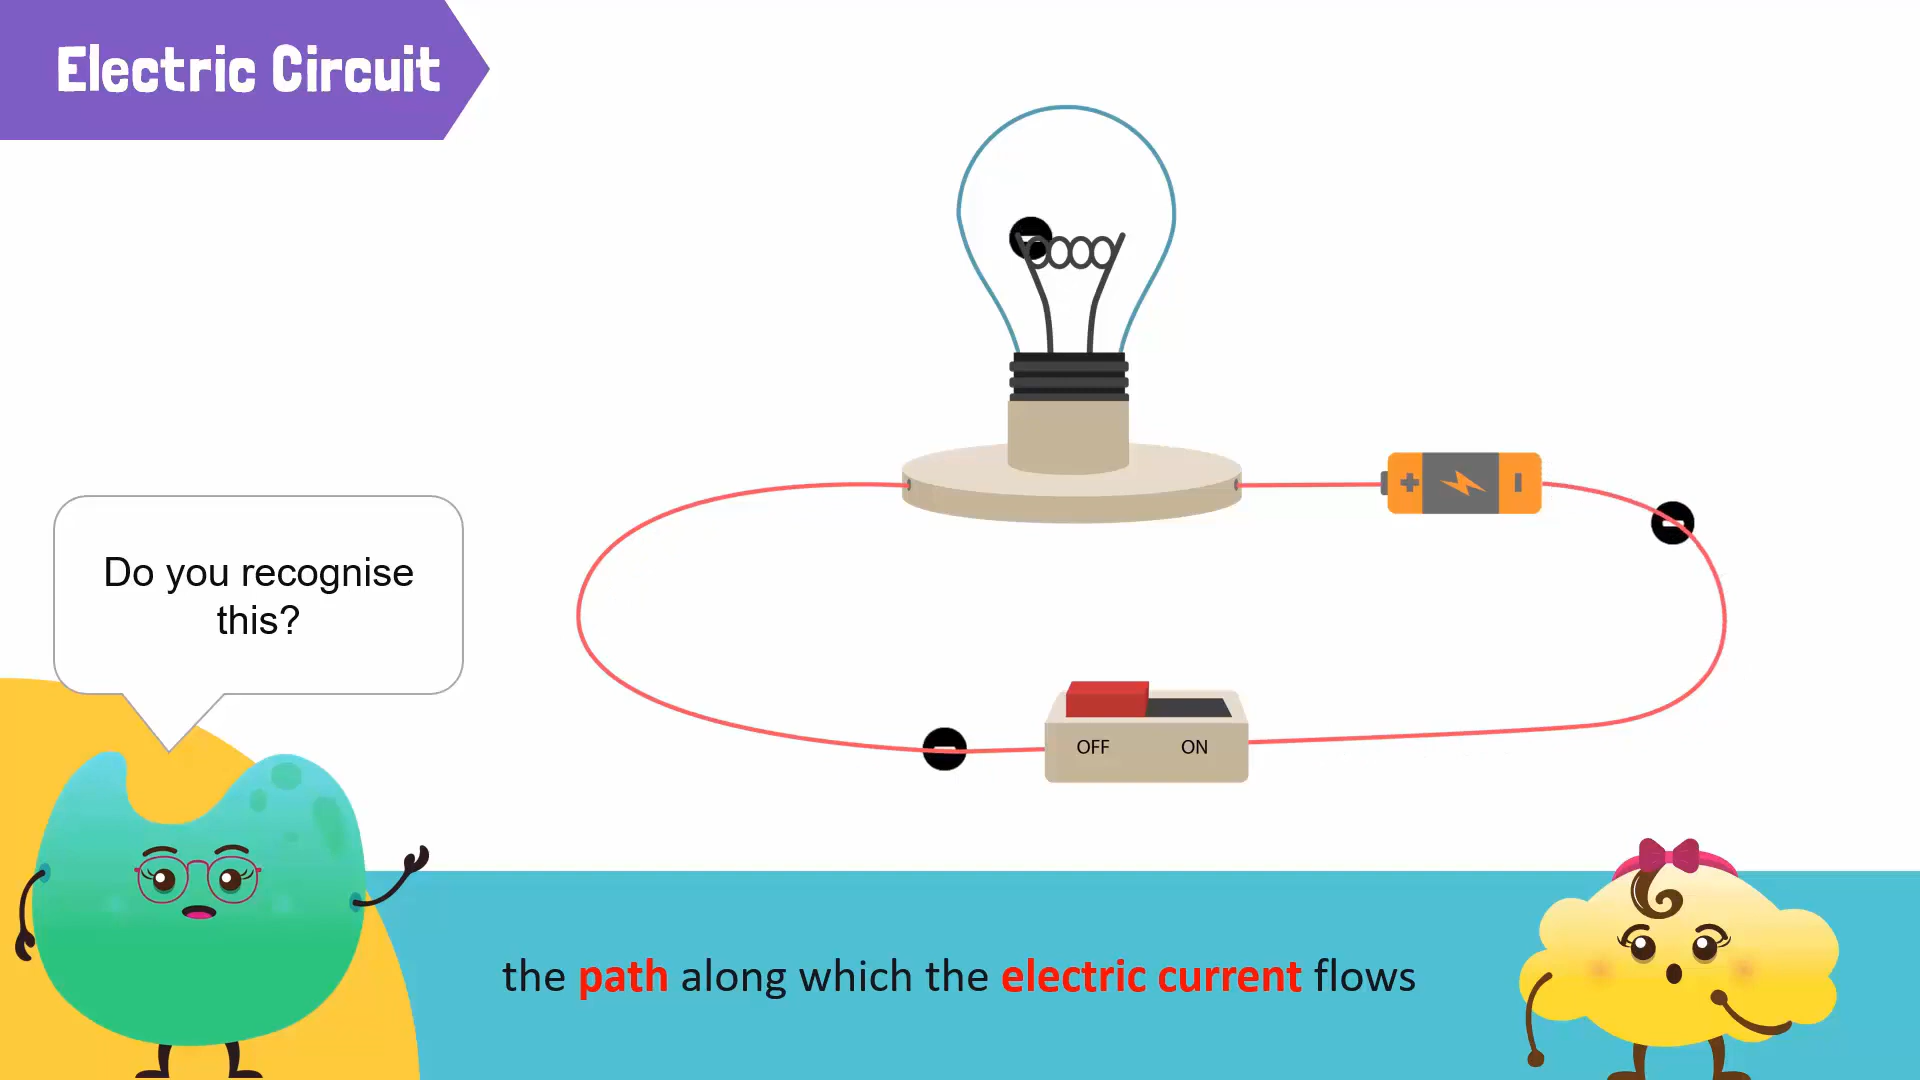 Electric Circuit
+
-
Do you recognise
this?
OFF ON
the path along which the electric current flows